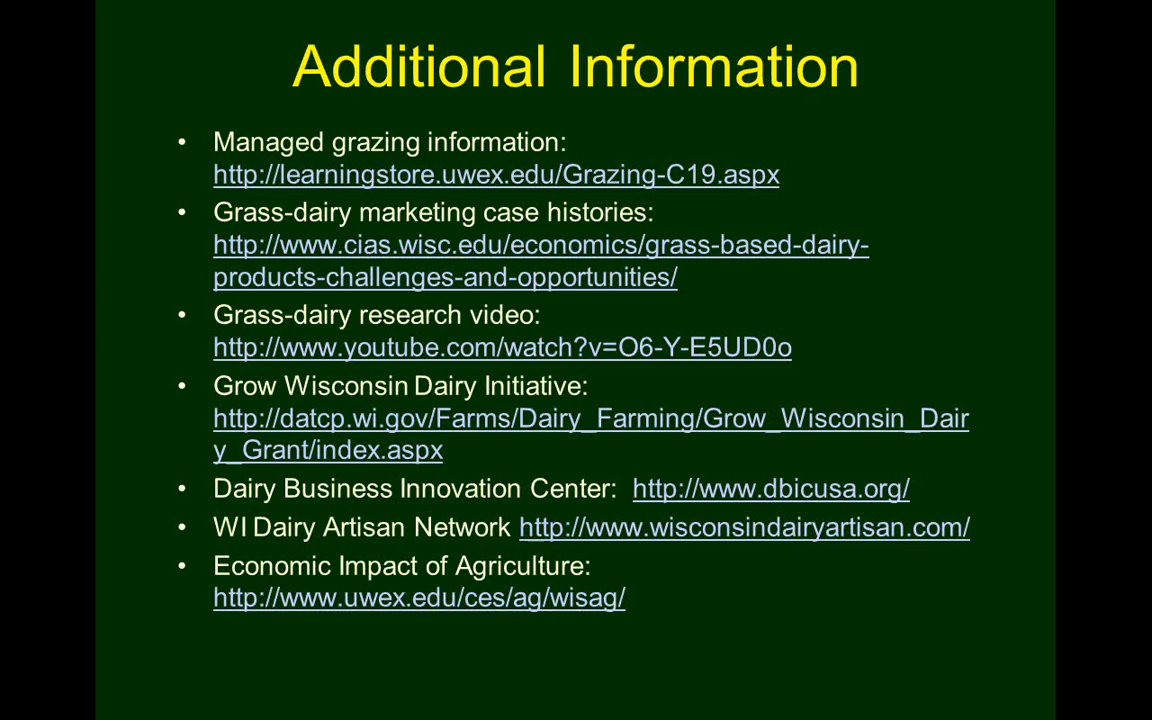 Additional Information
• Managed grazing information:
http://learningstore.uwex.edu/Grazing-C19.aspx
• Grass-dairy marketing case histories:
http://www.cias.wisc.edu/economics/grass-based-dairy-
products-challenges-and-opportunities/
• Grass-dairy research video:
http://www.youtube.com/watch?v=O6-Y-E5UD0o
• Grow Wisconsin Dairy Initiative:
http://datcp.wi.gov/Farms/Dairy_Farming/Grow_Wisconsin_Dair
y_Grant/index.aspx
• Dairy Business Innovation Center: http://www.dbicusa.org/
• WI Dairy Artisan Network http://www.wisconsindairyartisan.com/
• Economic Impact of Agriculture:
http://www.uwex.edu/ces/ag/wisag/